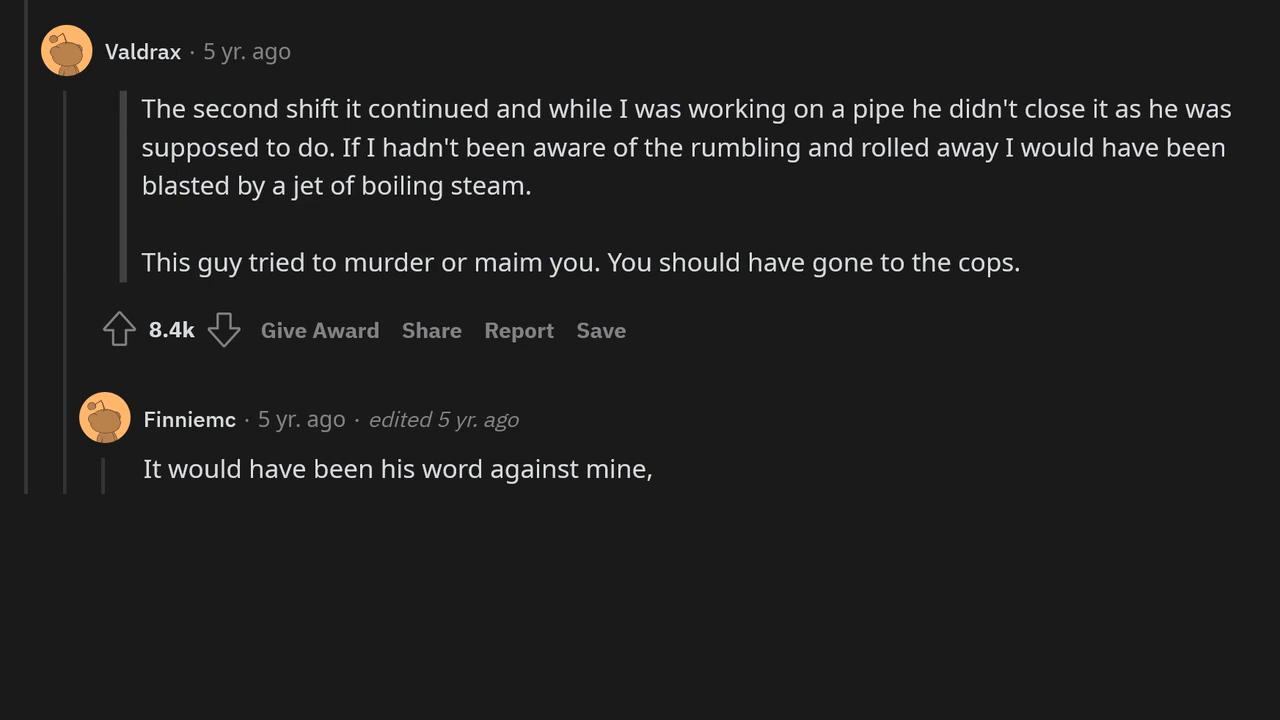 Valdrax · 5 yr. ago
The second shift it continued and while I was working on a pipe he didn't close it as he was
supposed to do. If I hadn't been aware of the rumbling and rolled away I would have been
blasted by a jet of boiling steam.
This guy tried to murder or maim you. You should have gone to the cops.
8.4k Give Award Share Report Save
Finniemc · 5 yr. ago · edited 5 yr. ago
It would have been his word against mine,